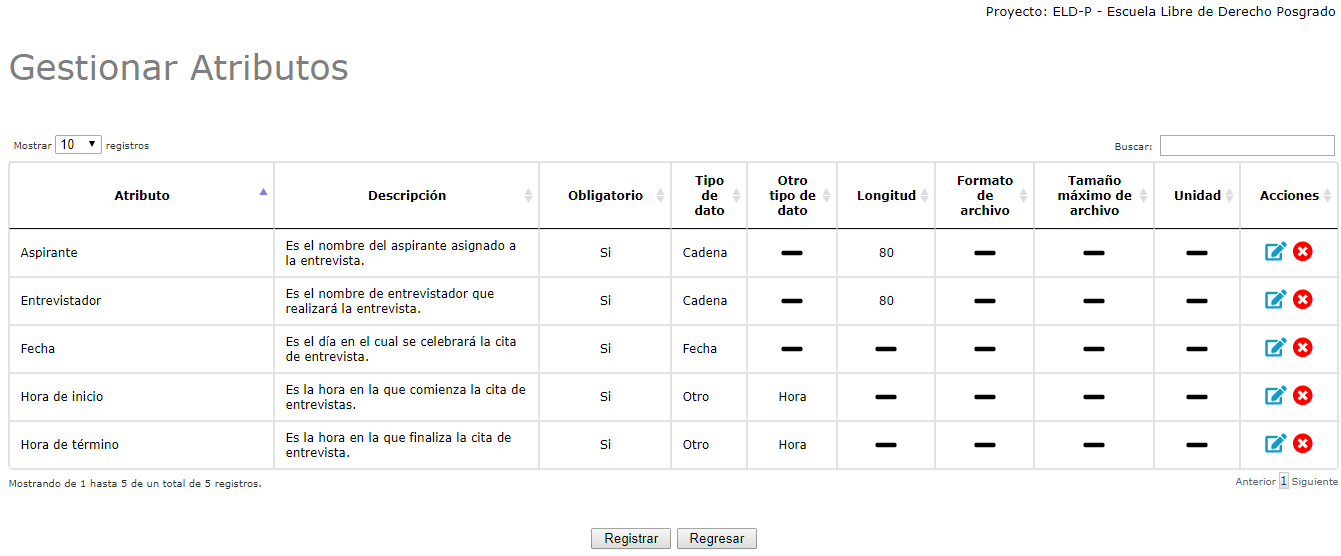 Proyecto: ELD-P - Escuela Libre de Derecho Posgrado
Gestionar Atributos
Mostrar 10 registros
Buscar:
Atributo Descripción Obligatorio Tipo de dato Otro tipo de dato Longitud Formato de archivo Tamaño máximo de archivo Unidad Acciones
Aspirante Es el nombre del aspirante asignado a Si Cadena 80
la entrevista.
Entrevistador Es el nombre de entrevistador que Si Cadena 80
realizará la entrevista.
Fecha Es el día en el cual se celebrará la cita Si Fecha
de entrevista.
Hora de inicio Es la hora en la que comienza la cita de Si Otro Hora
entrevistas.
Hora de término Es la hora en la que finaliza la cita de Si Otro Hora
entrevista.
Mostrando de 1 hasta 5 de un total de 5 registros.
Anterior 1 Siguiente
Registrar Regresar